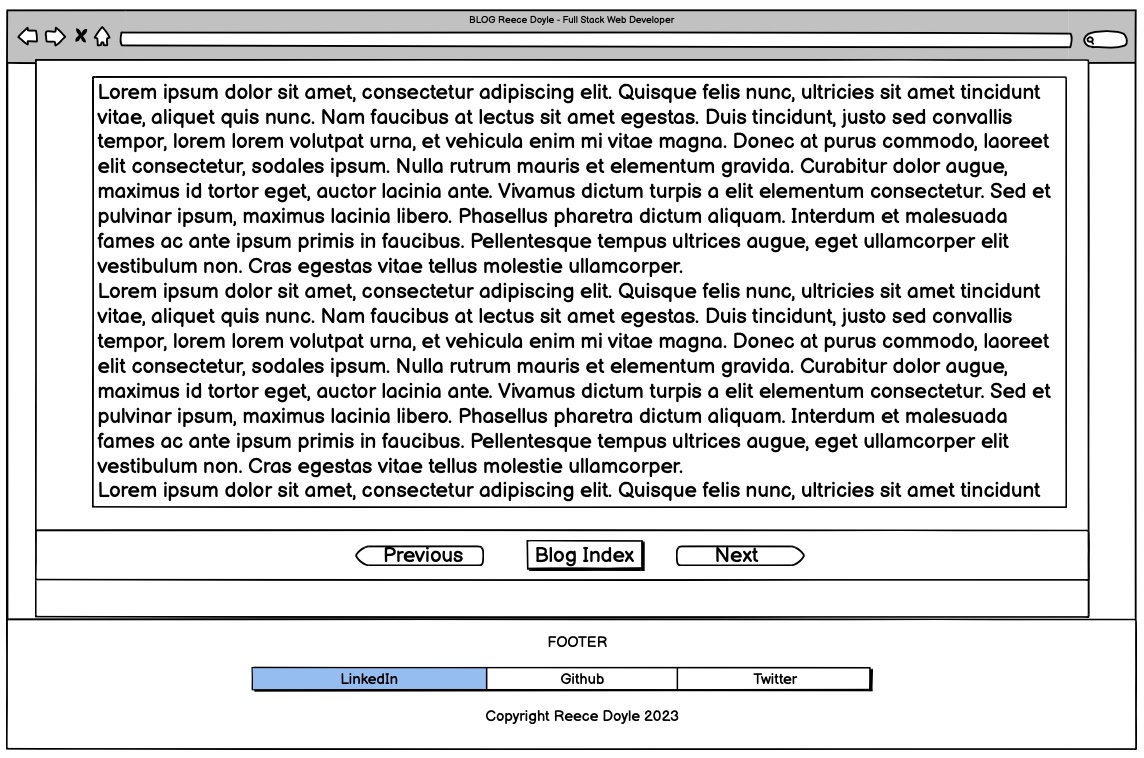 BLOG Reece Doyle - Full Stack Web Developer
Lorem ipsum dolor sit amet, consectetur adipiscing elit. Quisque felis nunc, ultricies sit amet tincidunt
vitae, aliquet quis nunc. Nam faucibus at lectus sit amet egestas. Duis tincidunt, justo sed convallis
tempor, lorem lorem volutpat urna, et vehicula enim mi vitae magna. Donec at purus commodo, laoreet
elit consectetur, sodales ipsum. Nulla rutrum mauris et elementum gravida. Curabitur dolor augue,
maximus id tortor eget, auctor lacinia ante. Vivamus dictum turpis a elit elementum consectetur. Sed et
pulvinar ipsum, maximus lacinia libero. Phasellus pharetra dictum aliquam. Interdum et malesuada
fames ac ante ipsum primis in faucibus. Pellentesque tempus ultrices augue, eget ullamcorper elit
vestibulum non. Cras egestas vitae tellus molestie ullamcorper.
Lorem ipsum dolor sit amet, consectetur adipiscing elit. Quisque felis nunc, ultricies sit amet tincidunt
vitae, aliquet quis nunc. Nam faucibus at lectus sit amet egestas. Duis tincidunt, justo sed convallis
tempor, lorem lorem volutpat urna, et vehicula enim mi vitae magna. Donec at purus commodo, laoreet
elit consectetur, sodales ipsum. Nulla rutrum mauris et elementum gravida. Curabitur dolor augue,
maximus id tortor eget, auctor lacinia ante. Vivamus dictum turpis a elit elementum consectetur. Sed et
pulvinar ipsum, maximus lacinia libero. Phasellus pharetra dictum aliquam. Interdum et malesuada
fames ac ante ipsum primis in faucibus. Pellentesque tempus ultrices augue, eget ullamcorper elit
vestibulum non. Cras egestas vitae tellus molestie ullamcorper.
Lorem ipsum dolor sit amet, consectetur adipiscing elit. Quisque felis nunc, ultricies sit amet tincidunt
Previous Blog Index Next
FOOTER
LinkedIn Github Twitter
Copyright Reece Doyle 2023